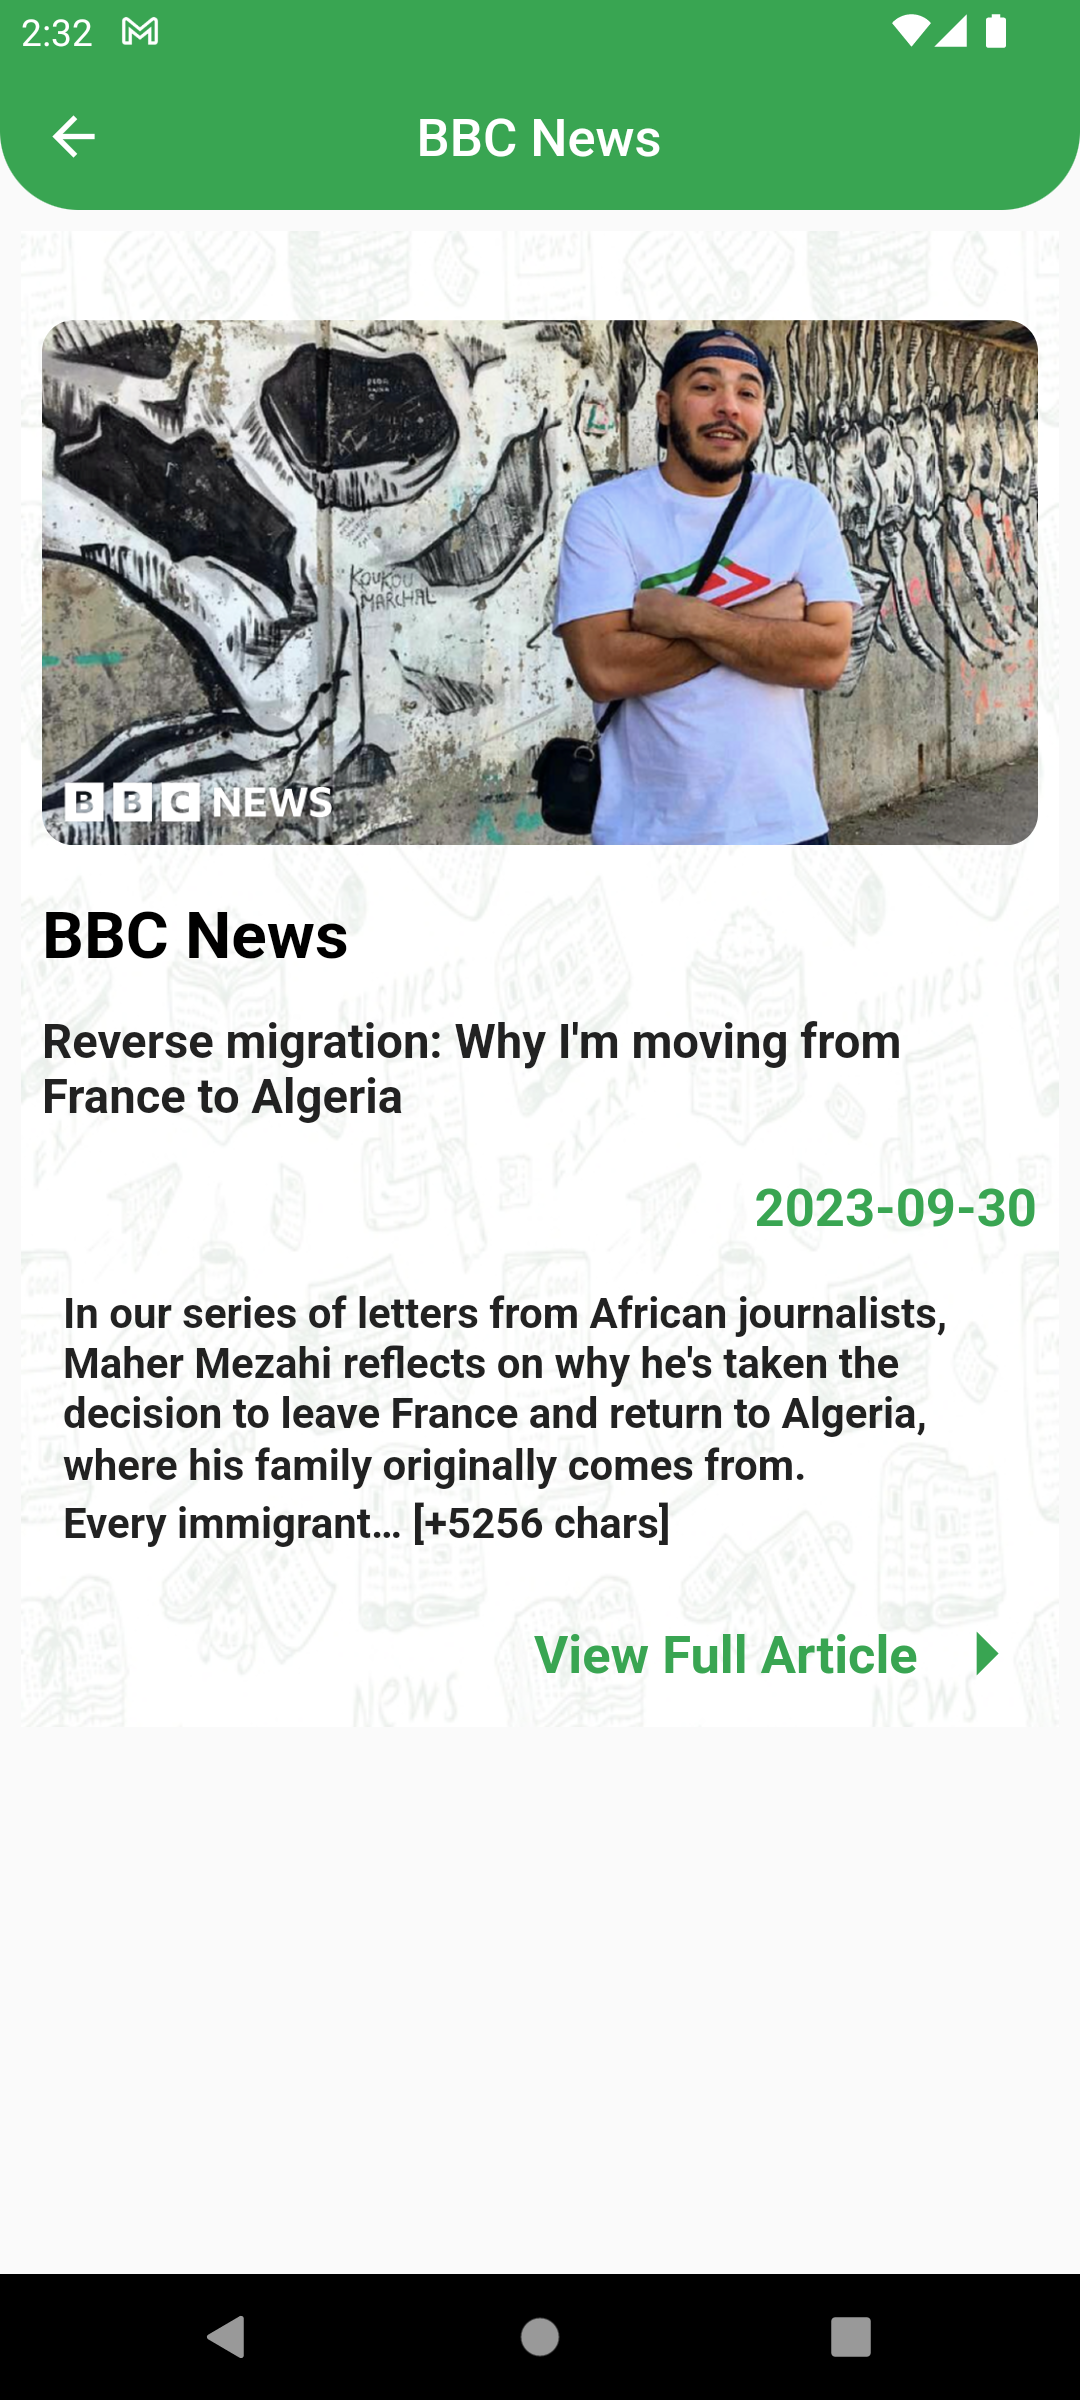 2:32
BBC News
KOUKOU
MARCHAL
BBC NEWS
BBC News
Reverse migration: Why I'm moving from
France to Algeria
2023-09-30
In our series of letters from African journalists,
Maher Mezahi reflects on why he's taken the
decision to leave France and return to Algeria,
where his family originally comes from.
Every immigrant… [+5256 chars]
View Full Article